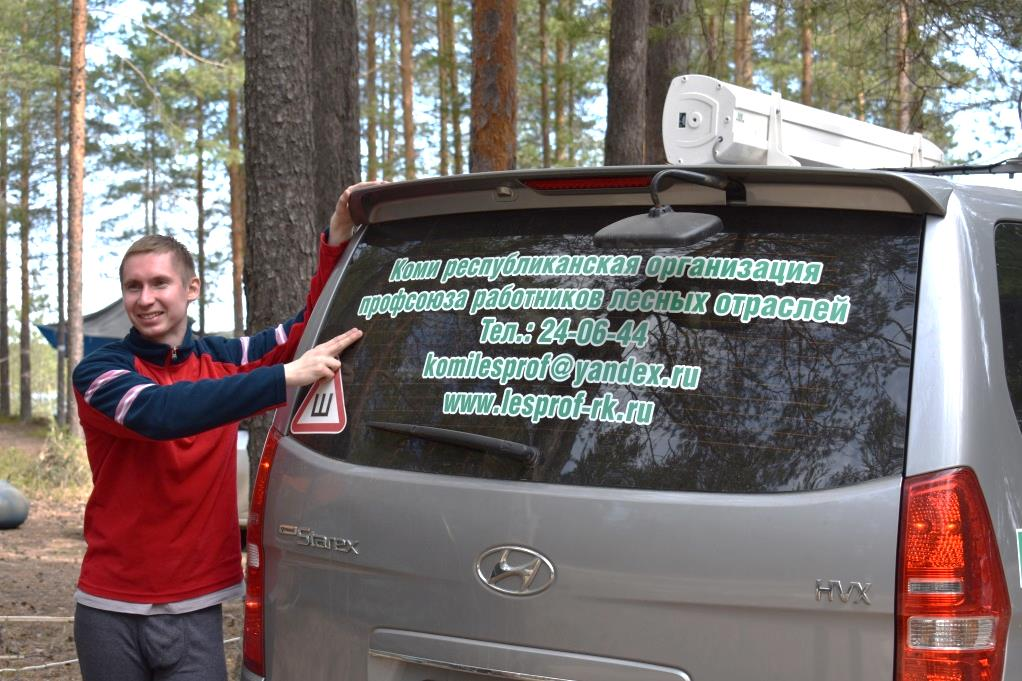 Коми республиканская организация
профсоюза работников лесных отраслей
Тел.: 24-06-44
komilesprof@yandex.ru
www.lesprof-rk.ru
Ш
Starex
HVX